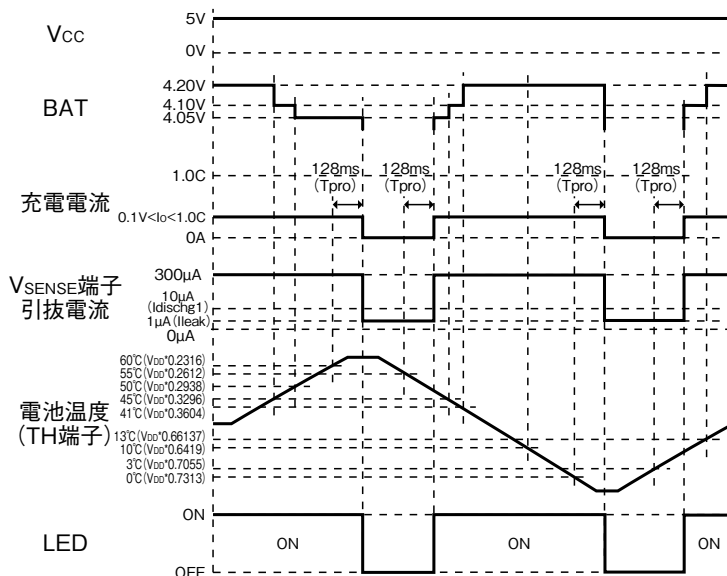 VCC
5V
0V
BAT
4.20V
4.10V
4.05V
充電電流
1.0C
0.1V<Io<1.0C
0A
128ms
(Tpro)
128ms
(Tpro)
128ms
(Tpro)
128ms
(Tpro)
VSENSE端子
引抜電流
300μA
10μA
(Idischg1)
1μA(Ileak)
0μA
電池温度
(TH端子)
60℃(VDD*0.2316)
55℃(VDD*0.2612)
50℃(VDD*0.2938)
45℃(VDD*0.3296)
41℃(VDD*0.3604)
13℃(VDD*0.66137)
10℃(VDD*0.6419)
3℃(VDD*0.7055)
0℃(VDD*0.7313)
LED
ON
OFF
ON
ON
ON